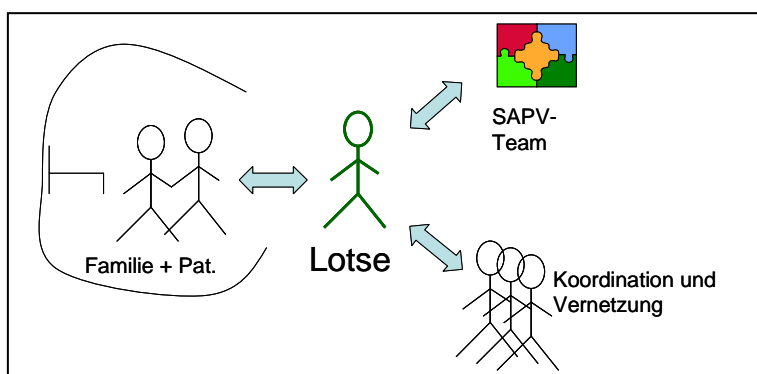 SAPV-
Team
Familie + Pat.
Lotse
Koordination und
Vernetzung